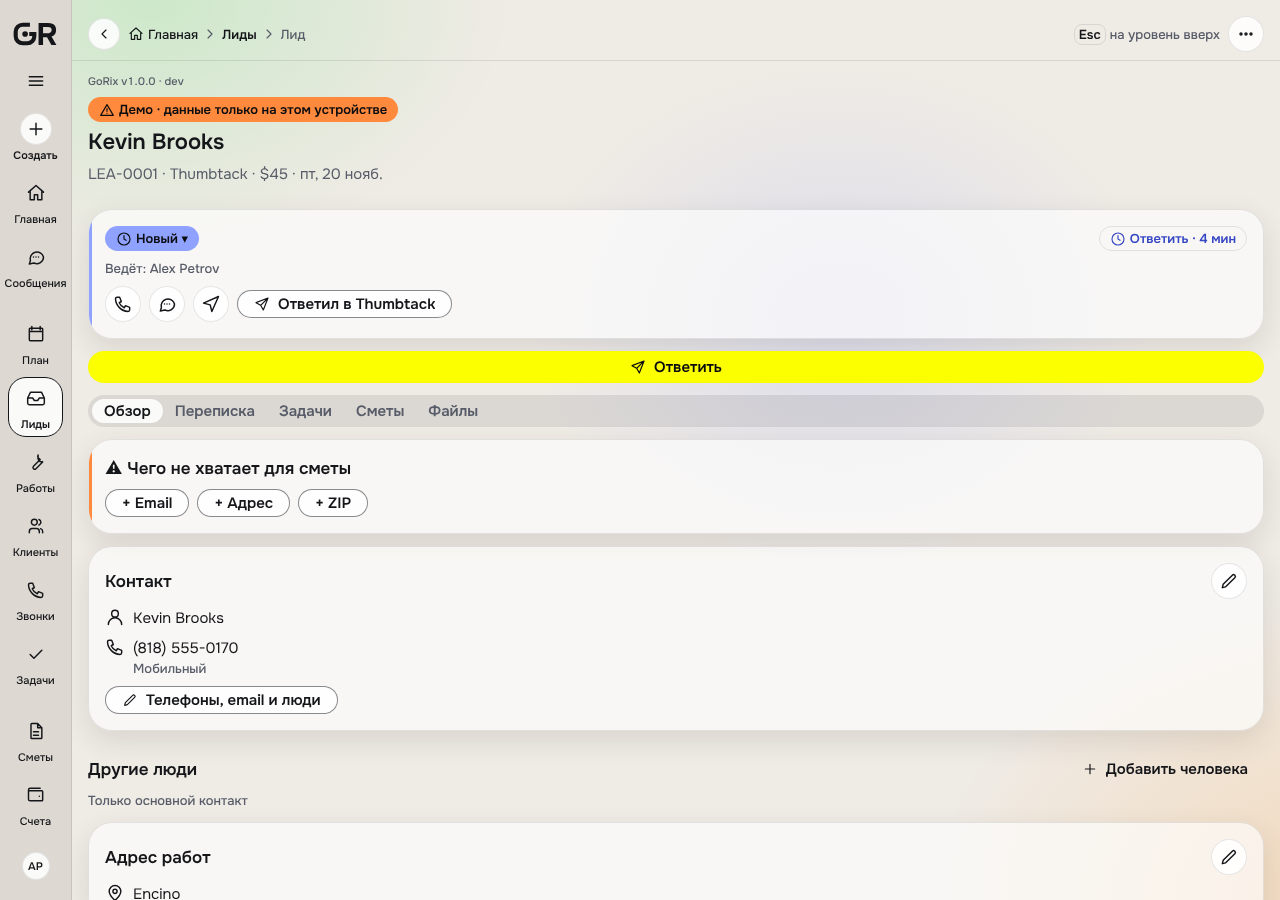 GR
Главная
Лиды
Лид
Esc на уровень вверх
GoRix v1.0.0 · dev
Демо · данные только на этом устройстве
Kevin Brooks
LEA-0001 · Thumbtack · $45 · пт, 20 нояб.
Создать
Главная
Сообщения
План
Лиды
Работы
Клиенты
Звонки
Задачи
Сметы
Счета
AP
Новый ▾
Ответить · 4 мин
Ведёт: Alex Petrov
Ответил в Thumbtack
Ответить
Обзор
Переписка
Задачи
Сметы
Файлы
Чего не хватает для сметы
+ Email
+ Адрес
+ ZIP
Контакт
Kevin Brooks
(818) 555-0170
Мобильный
Телефоны, email и люди
Другие люди
Добавить человека
Только основной контакт
Адрес работ
Encino